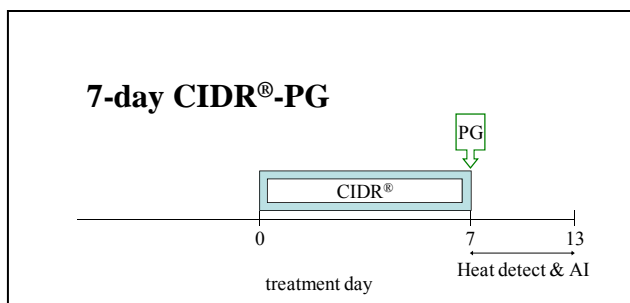 7-day CIDR®-PG
PG
CIDR®
0 7 13
Heat detect & AI
treatment day